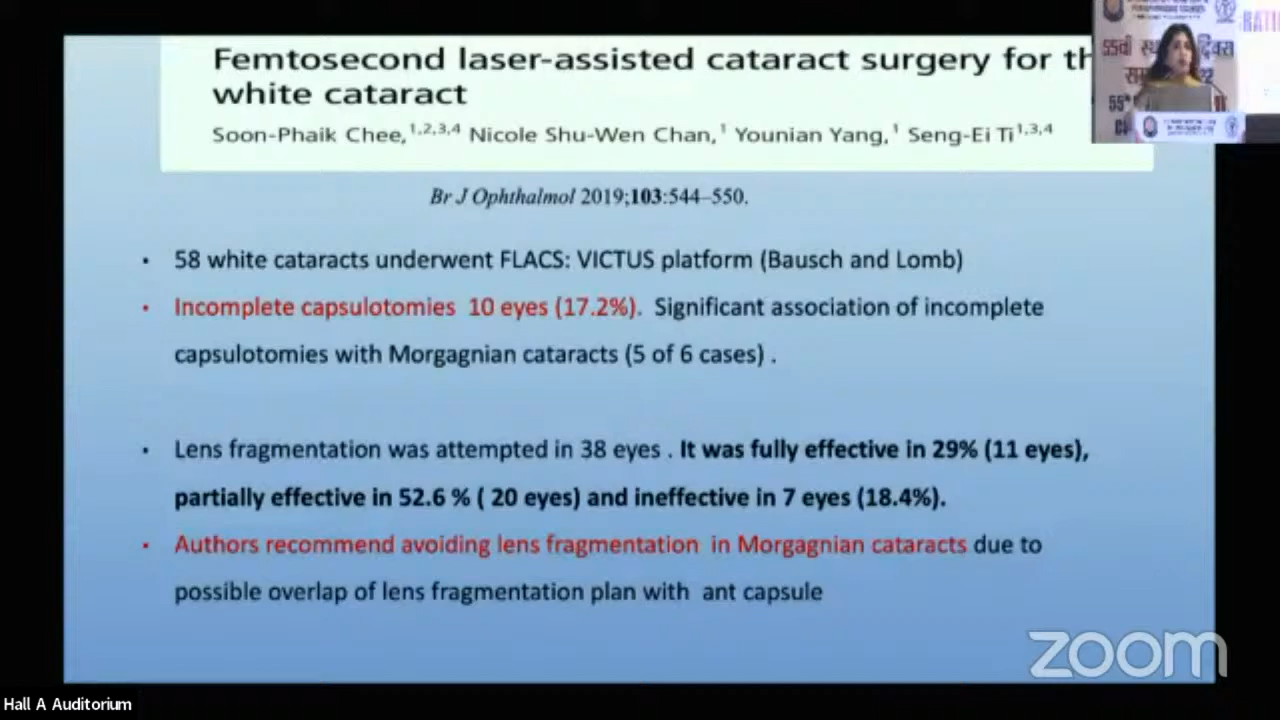 Femtosecond laser-assisted cataract surgery for th
white cataract
Soon-Phaik Chee,1,2,3,4 Nicole Shu-Wen Chan,1 Younian Yang,1 Seng-Ei Ti1,3,4
Br J Ophthalmol 2019;103:544–550.
• 58 white cataracts underwent FLACS: VICTUS platform (Bausch and Lomb)
• Incomplete capsulotomies 10 eyes (17.2%). Significant association of incomplete
capsulotomies with Morgagnian cataracts (5 of 6 cases) .
• Lens fragmentation was attempted in 38 eyes . It was fully effective in 29% (11 eyes),
partially effective in 52.6 % ( 20 eyes) and ineffective in 7 eyes (18.4%).
• Authors recommend avoiding lens fragmentation in Morgagnian cataracts due to
possible overlap of lens fragmentation plan with ant capsule
zoom
Hall A Auditorium
55वां
RATI